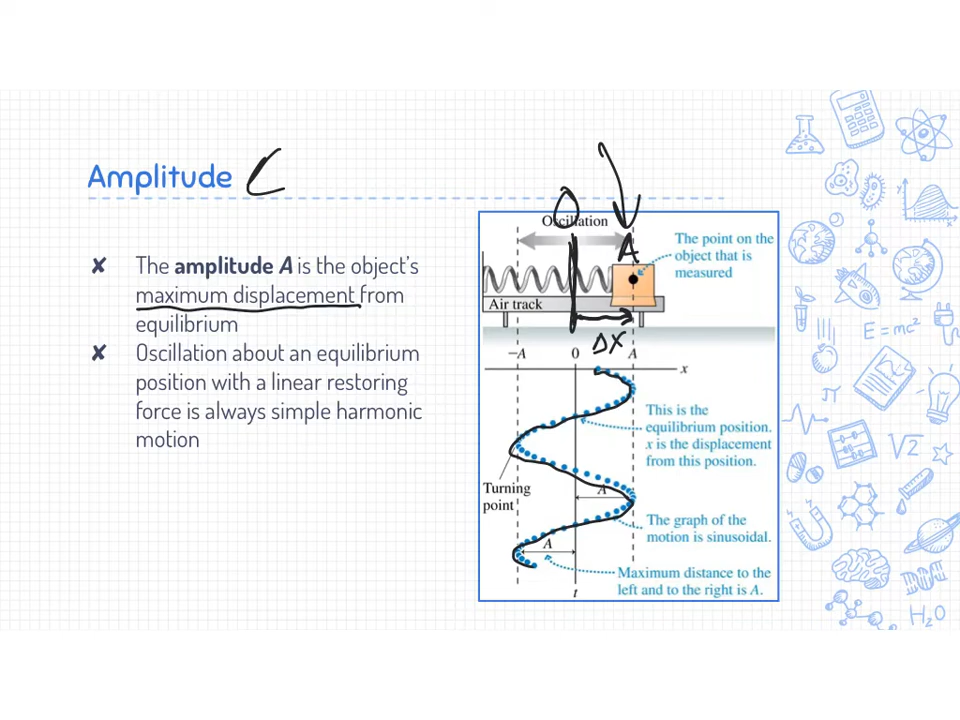 Amplitude
✘ The amplitude A is the object's
maximum displacement from
equilibrium
✘ Oscillation about an equilibrium
position with a linear restoring
force is always simple harmonic
motion
O
Oscillation
A
The point on the
object that is
measured
Air track
Δx
−A 0 A
x
This is the
equilibrium position.
x is the displacement
from this position.
Turning
point
A
The graph of the
motion is sinusoidal.
A
Maximum distance to the
left and to the right is A.
t
y
x
E=mc²
π
√2
H₂O